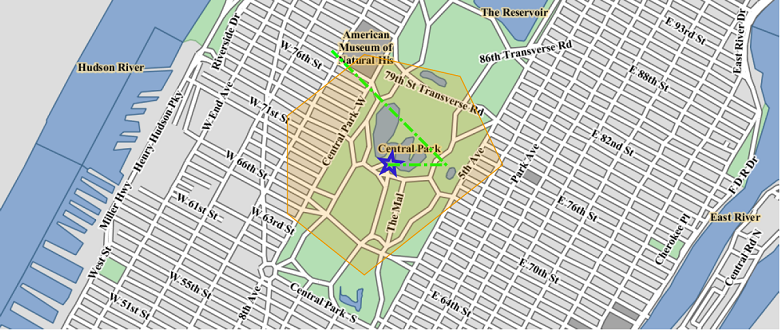 The Reservoir
E 93rd St
East River Dr
Riverside Dr
American
Museum of
Natural His
W 76th St
86th Transverse Rd
Hudson River
79th St Transverse Rd
E 88th St
W End Ave
W 71st St
Henry Hudson Pky
Central Park W
E 82nd St
Central Park
5th Ave
Park Ave
W 66th St
F D R Dr
Miller Hwy
W 61st St
W 63rd St
The Mal
E 76th St
East River
Cherokee Pl
Central Rd N
West St
W 55th St
E 70th St
8th Ave
Central Park S
E 64th St
W 51st St